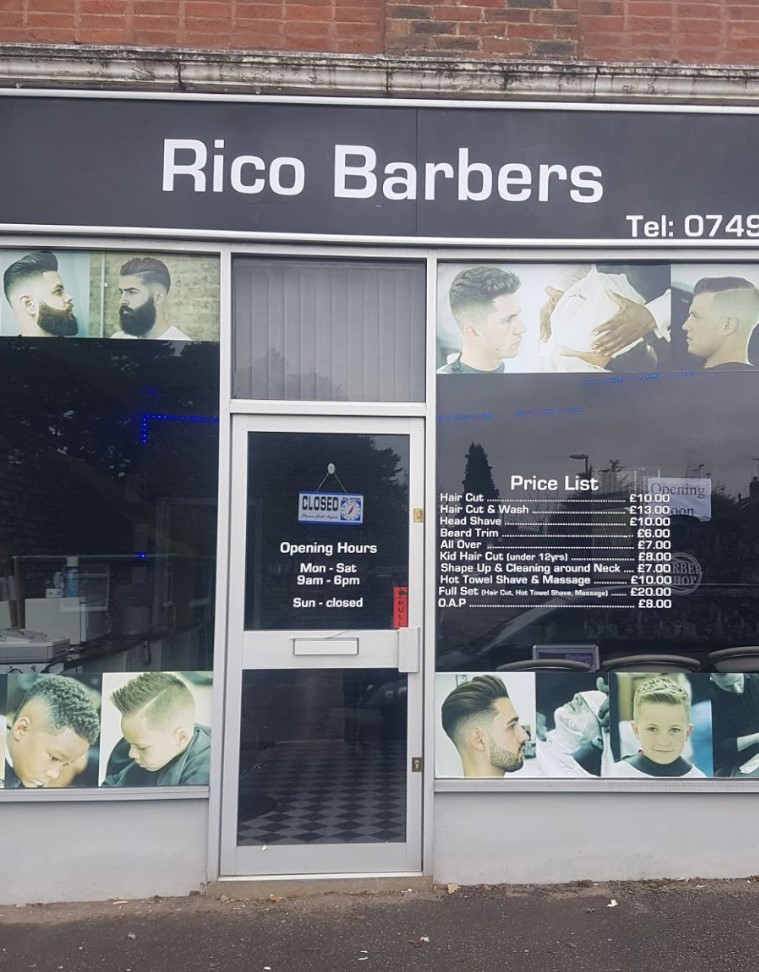 Rico Barbers
Tel: 0749
CLOSED
Opening Hours
Mon - Sat
9am - 6pm
Sun - closed
PULL
Price List
Hair Cut ........................................ £10.00
Hair Cut & Wash ............................ £13.00
Head Shave ................................... £10.00
Beard Trim ..................................... £6.00
All Over .......................................... £7.00
Kid Hair Cut (under 12yrs) ................ £8.00
Shape Up & Cleaning around Neck ... £7.00
Hot Towel Shave & Massage ........... £10.00
Full Set (Hair Cut, Hot Towel Shave, Massage) ...... £20.00
O.A.P .............................................. £8.00
Opening